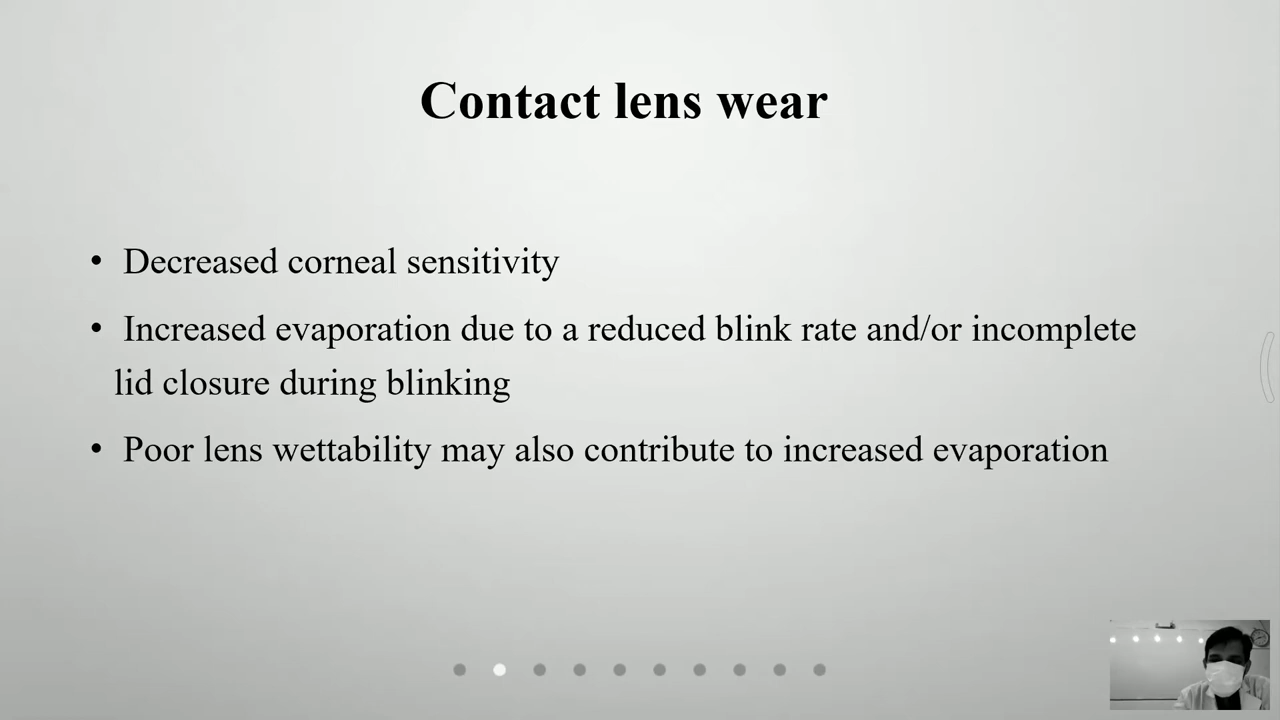 Contact lens wear
• Decreased corneal sensitivity
• Increased evaporation due to a reduced blink rate and/or incomplete
lid closure during blinking
• Poor lens wettability may also contribute to increased evaporation